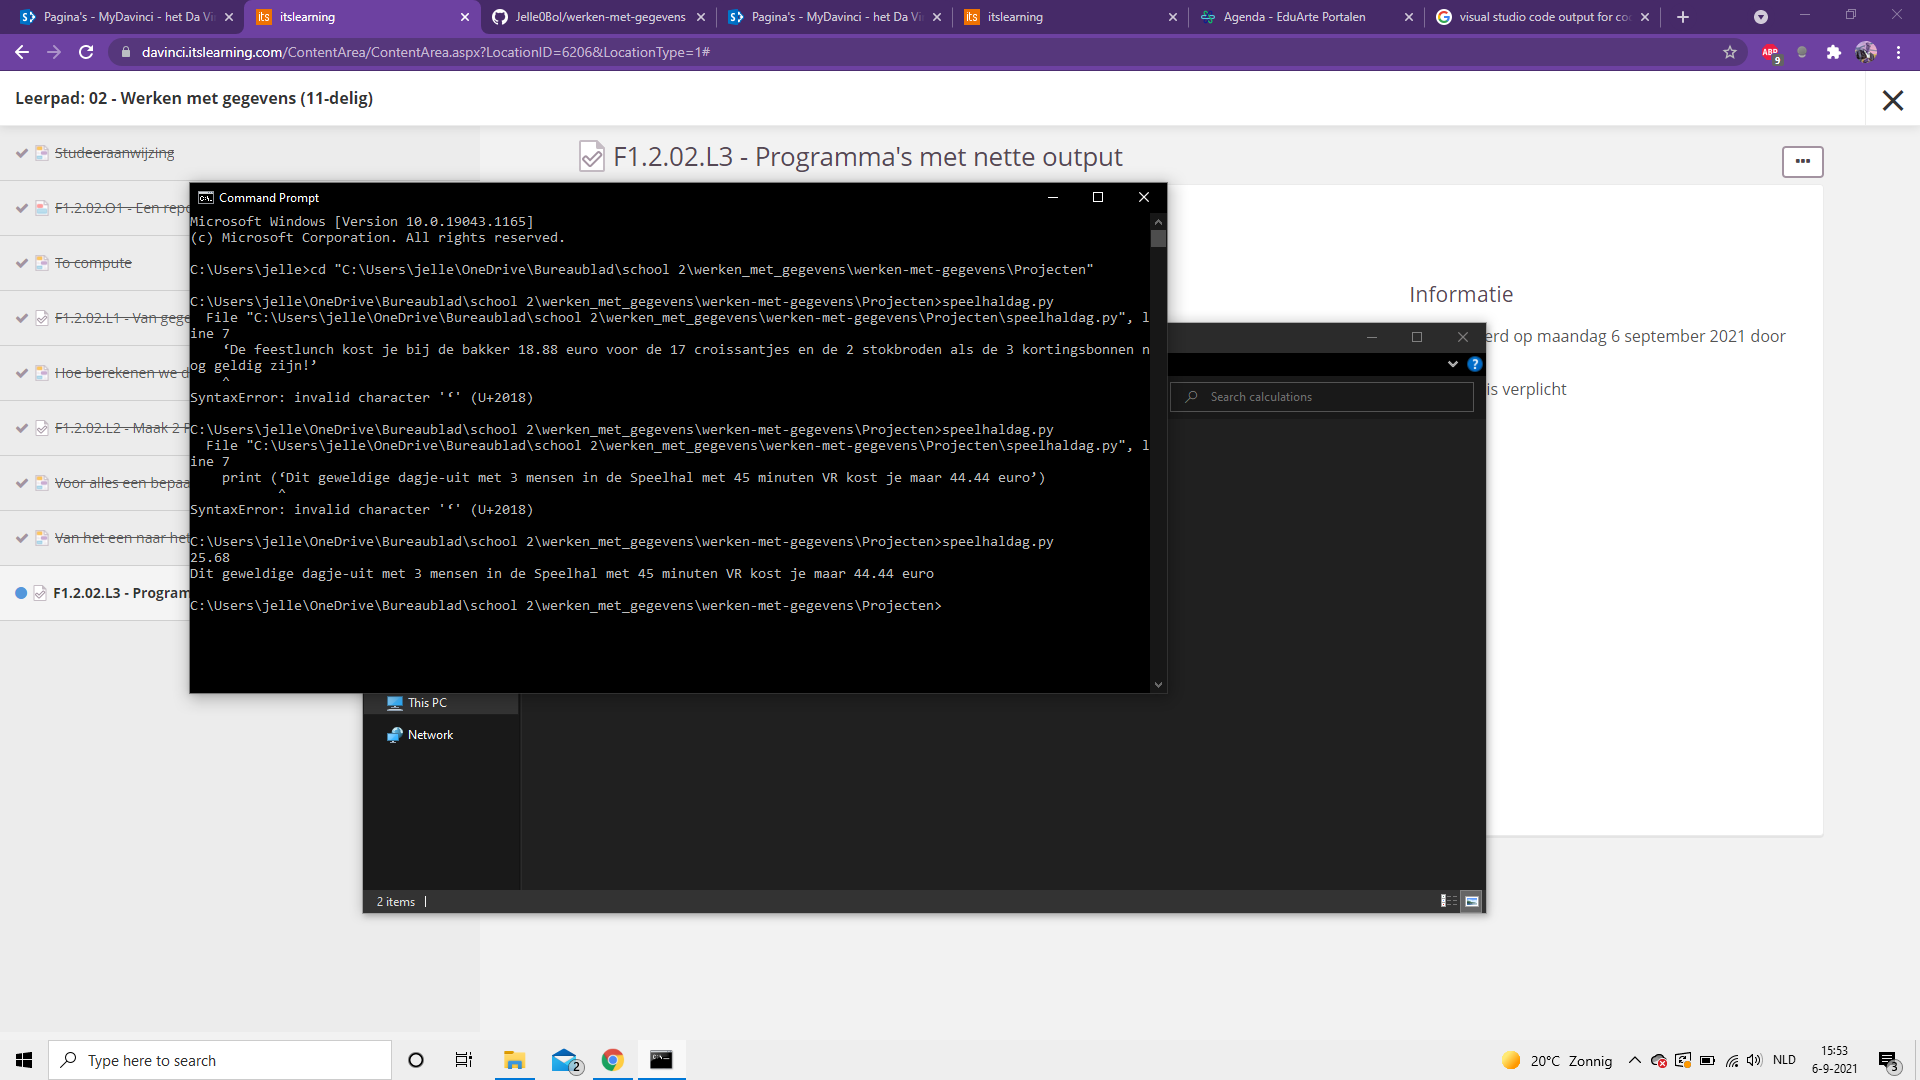 Pagina's - MyDavinci - het Da Vi
itslearning
Jelle0Bol/werken-met-gegevens
Pagina's - MyDavinci - het Da Vi
itslearning
Agenda - EduArte Portalen
visual studio code output for co
davinci.itslearning.com/ContentArea/ContentArea.aspx?LocationID=6206&LocationType=1#
ABP
9
Leerpad: 02 - Werken met gegevens (11-delig)
Studeeraanwijzing
F1.2.02.O1 - Een repo
To compute
F1.2.02.L1 - Van gege
Hoe berekenen we d
F1.2.02.L2 - Maak 2 P
Voor alles een bepaa
Van het een naar het
F1.2.02.L3 - Program
F1.2.02.L3 - Programma's met nette output
Informatie
erd op maandag 6 september 2021 door
is verplicht
Command Prompt
Microsoft Windows [Version 10.0.19043.1165]
(c) Microsoft Corporation. All rights reserved.
C:\Users\jelle>cd "C:\Users\jelle\OneDrive\Bureaublad\school 2\werken_met_gegevens\werken-met-gegevens\Projecten"
C:\Users\jelle\OneDrive\Bureaublad\school 2\werken_met_gegevens\werken-met-gegevens\Projecten>speelhaldag.py
File "C:\Users\jelle\OneDrive\Bureaublad\school 2\werken_met_gegevens\werken-met-gegevens\Projecten\speelhaldag.py", l
ine 7
‘De feestlunch kost je bij de bakker 18.88 euro voor de 17 croissantjes en de 2 stokbroden als de 3 kortingsbonnen n
og geldig zijn!’
^
SyntaxError: invalid character '‘' (U+2018)
C:\Users\jelle\OneDrive\Bureaublad\school 2\werken_met_gegevens\werken-met-gegevens\Projecten>speelhaldag.py
File "C:\Users\jelle\OneDrive\Bureaublad\school 2\werken_met_gegevens\werken-met-gegevens\Projecten\speelhaldag.py", l
ine 7
print (‘Dit geweldige dagje-uit met 3 mensen in de Speelhal met 45 minuten VR kost je maar 44.44 euro’)
^
SyntaxError: invalid character '‘' (U+2018)
C:\Users\jelle\OneDrive\Bureaublad\school 2\werken_met_gegevens\werken-met-gegevens\Projecten>speelhaldag.py
25.68
Dit geweldige dagje-uit met 3 mensen in de Speelhal met 45 minuten VR kost je maar 44.44 euro
C:\Users\jelle\OneDrive\Bureaublad\school 2\werken_met_gegevens\werken-met-gegevens\Projecten>
Search calculations
This PC
Network
2 items
Type here to search
2
20°C Zonnig
NLD
15:53
6-9-2021
3